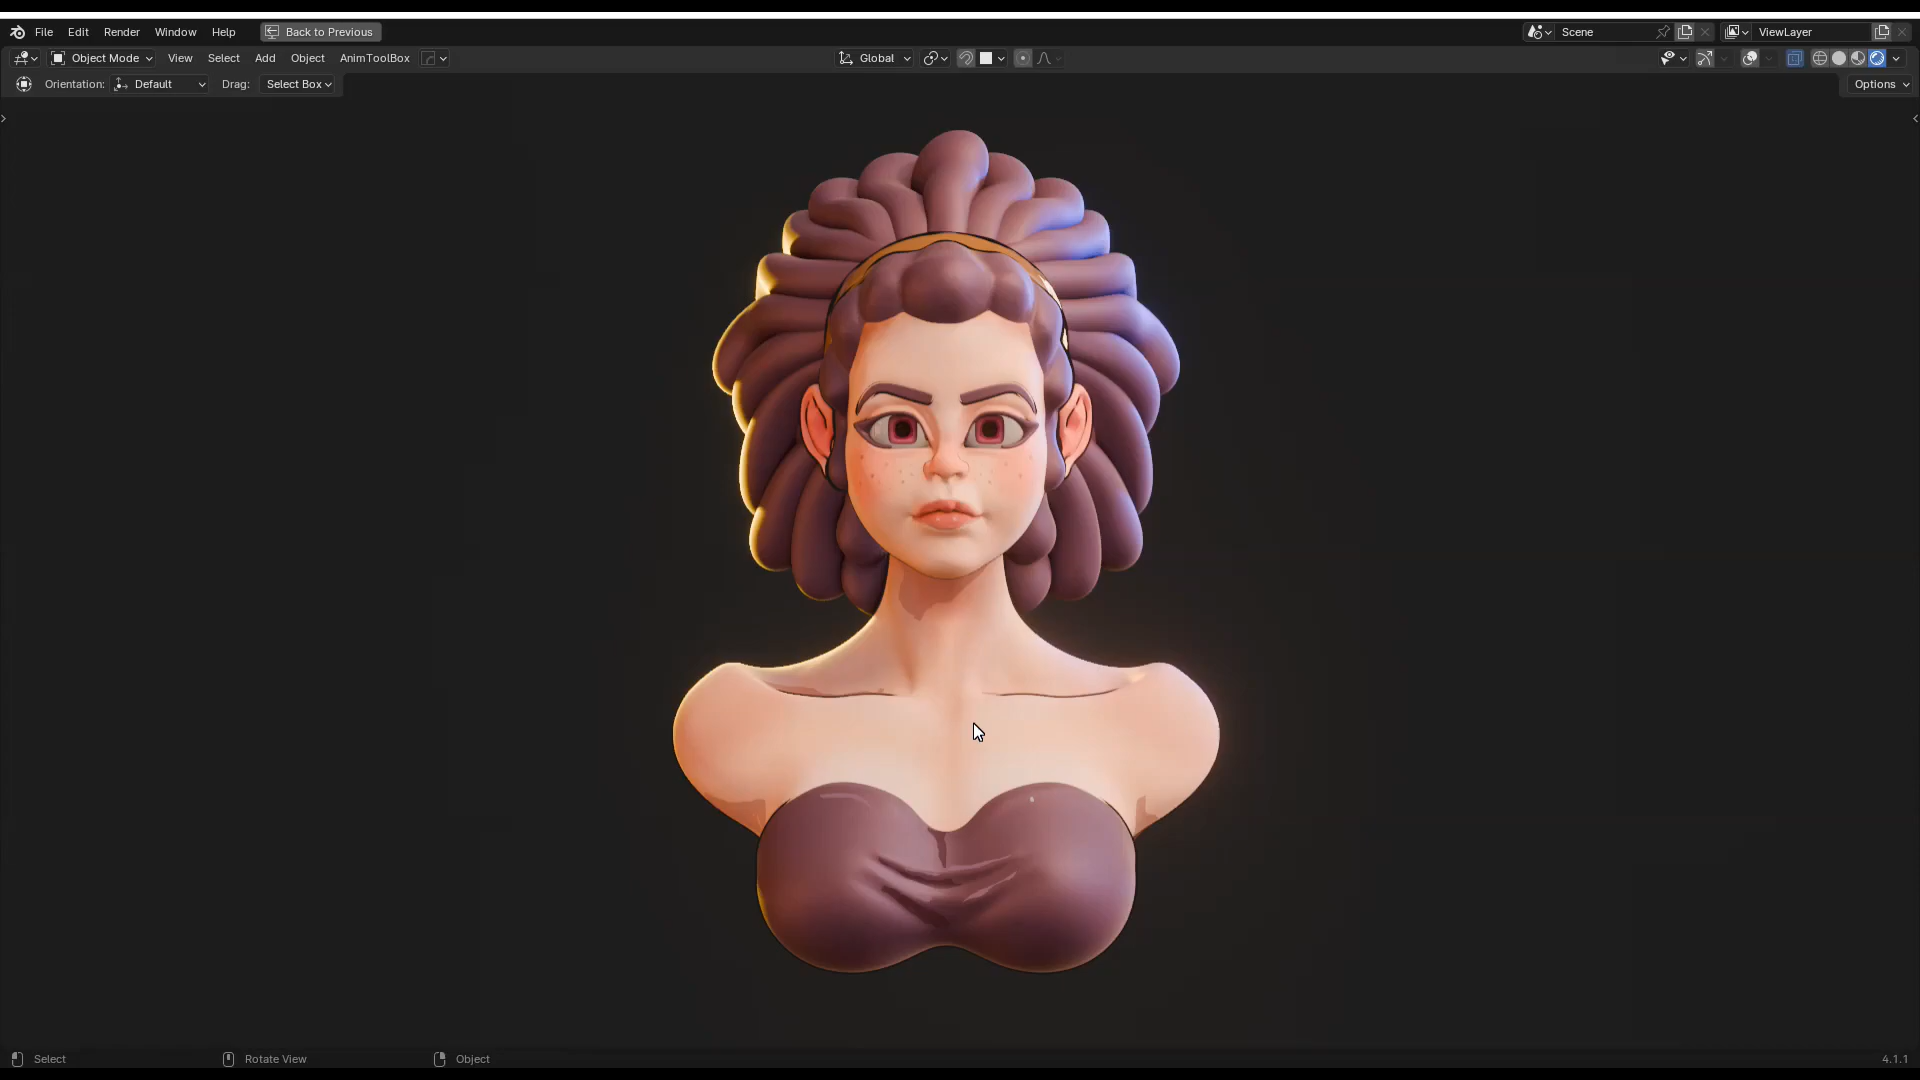 File Edit Render Window Help Back to Previous Scene ViewLayer
Object Mode View Select Add Object AnimToolBox Global
Orientation: Default Drag: Select Box Options
Select Rotate View Object 4.1.1